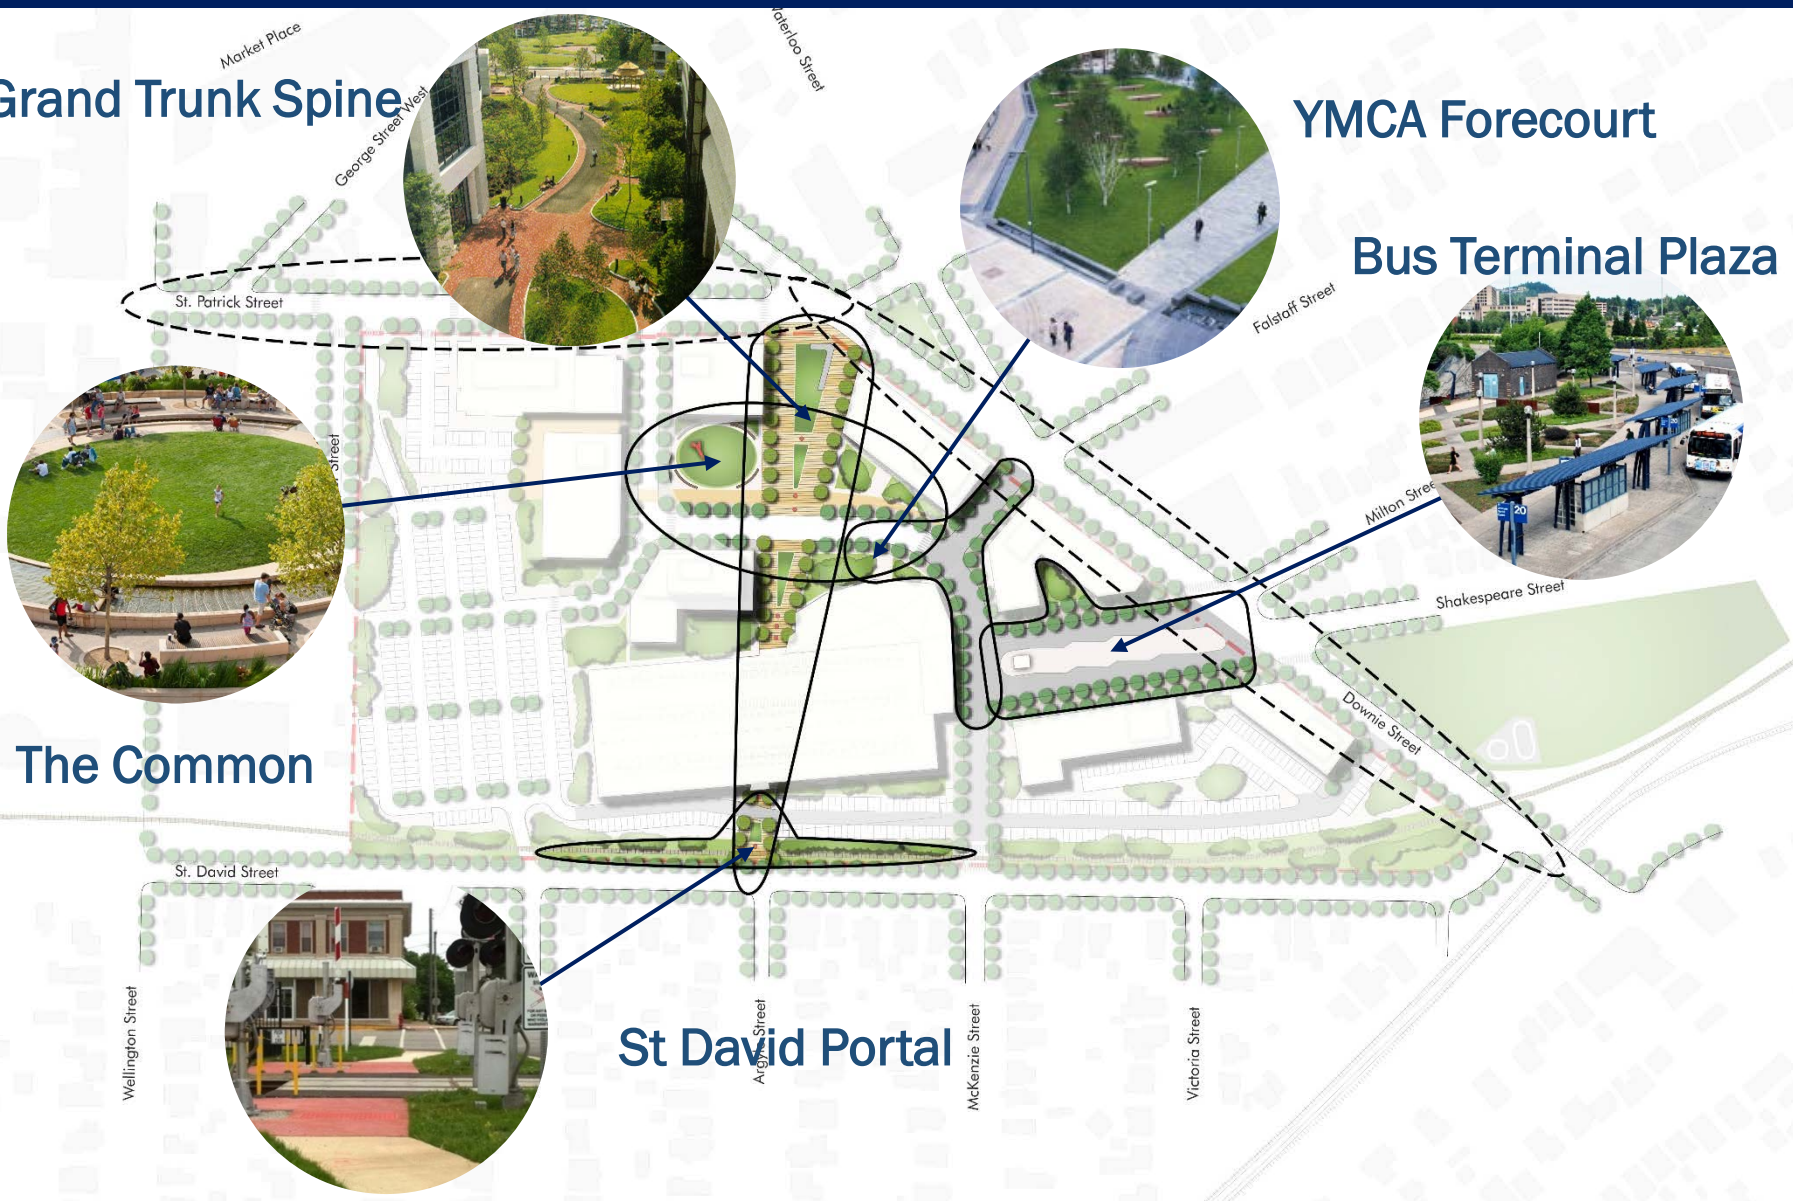 Market Place
Waterloo Street
Grand Trunk Spine
George Street West
YMCA Forecourt
Bus Terminal Plaza
St. Patrick Street
Falstaff Street
Street
Milton Street
20
20
Shakespeare Street
Downie Street
The Common
St. David Street
Wellington Street
St David Portal
Argyle Street
McKenzie Street
Victoria Street